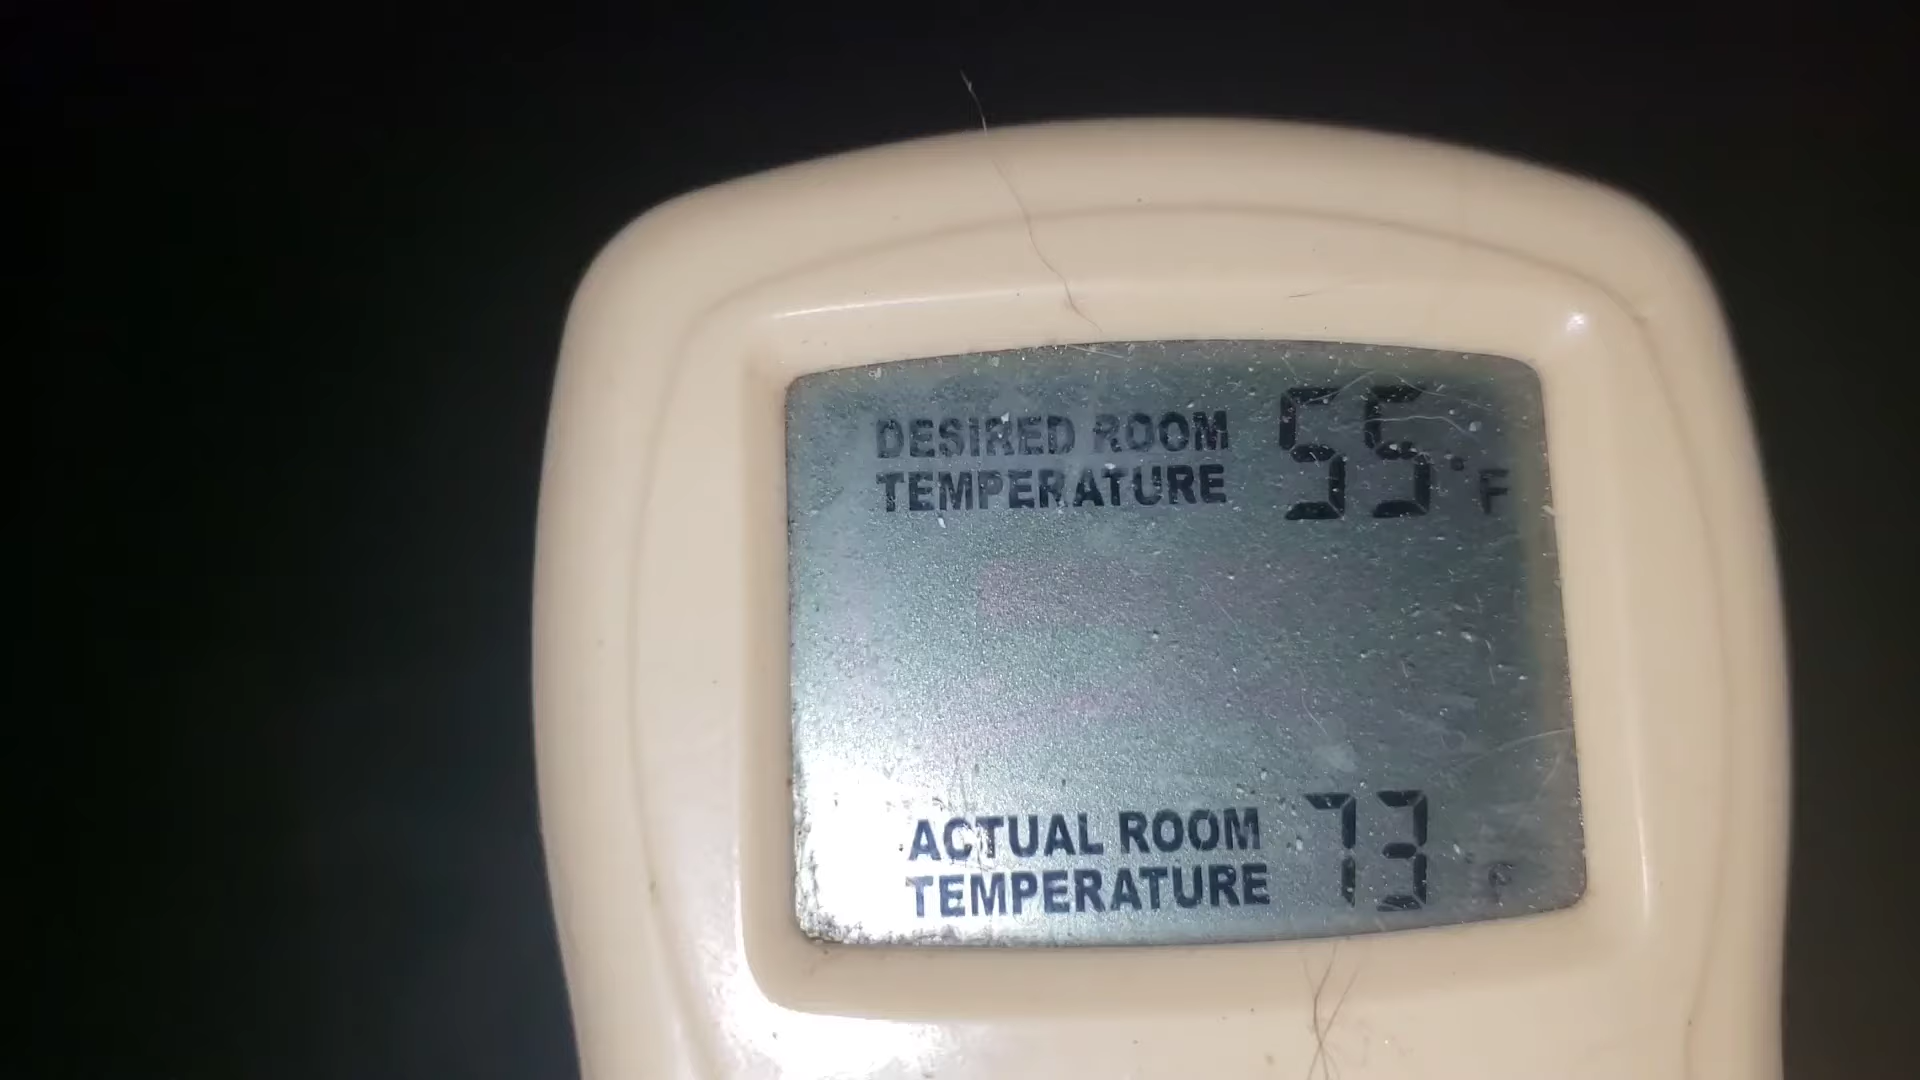 DESIRED ROOM
TEMPERATURE 55°F
ACTUAL ROOM
TEMPERATURE 73 F